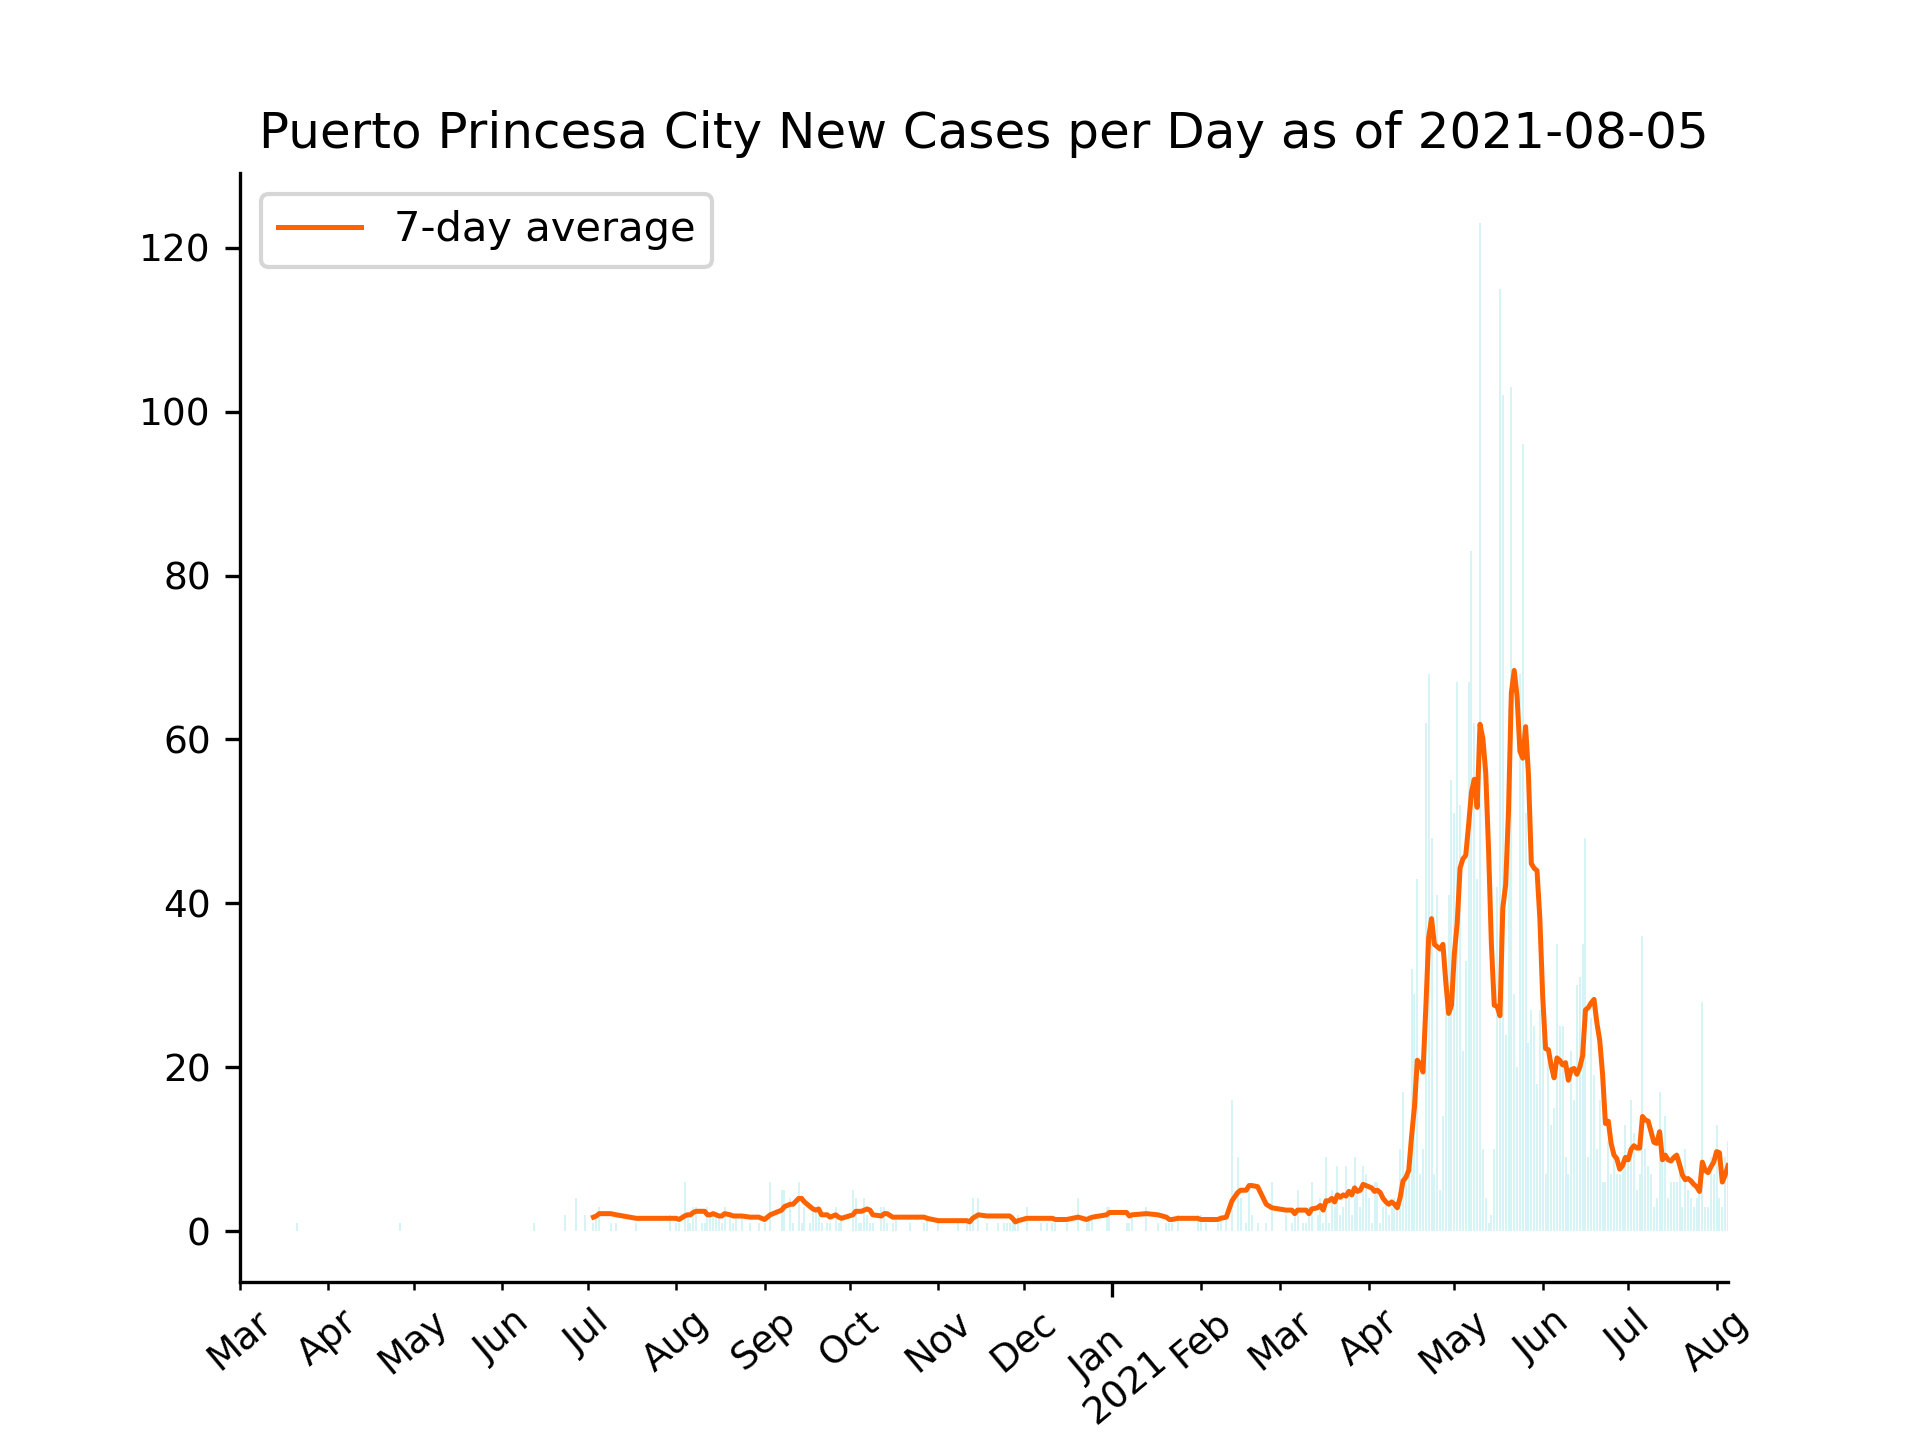 Puerto Princesa City New Cases per Day as of 2021-08-05
7-day average
120
100
80
60
40
20
0
Mar
Apr
May
Jun
Jul
Aug
Sep
Oct
Nov
Dec
Jan
2021
Feb
Mar
Apr
May
Jun
Jul
Aug